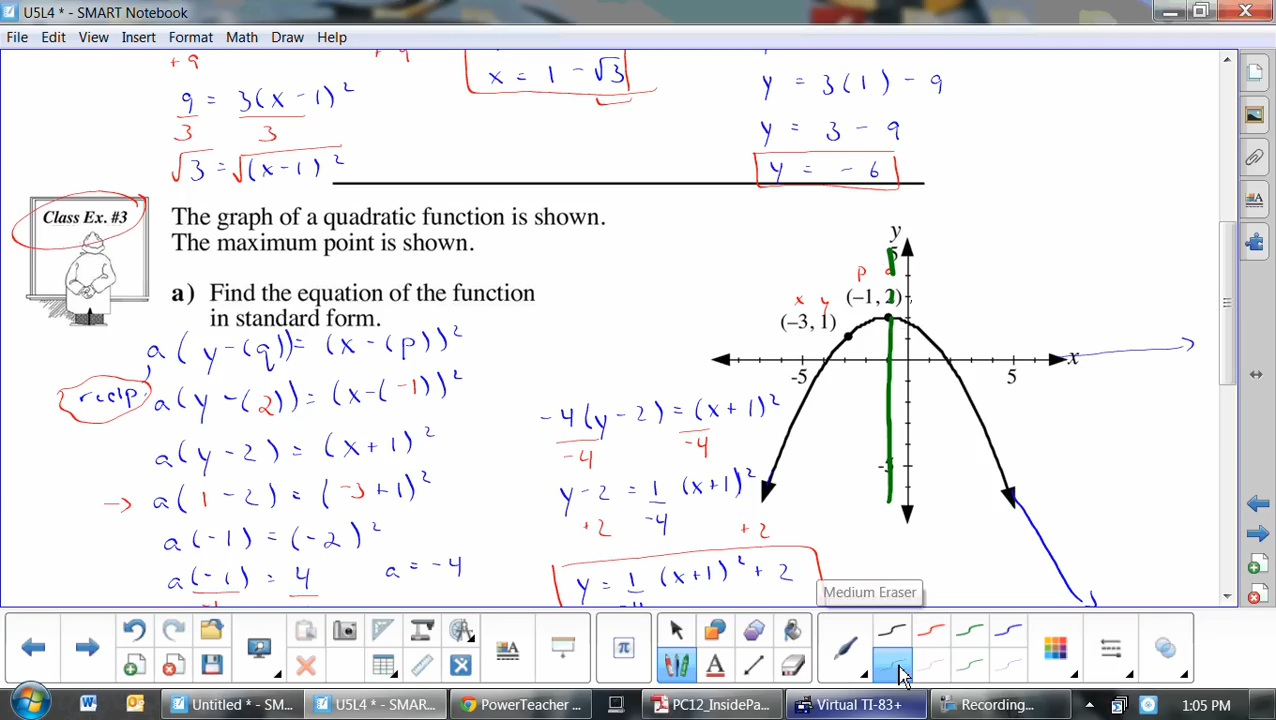 U5L4 * - SMART Notebook
File Edit View Insert Format Math Draw Help
+9
+9
x = 1 - √3
9 = 3(x-1)²
3 3
√3 = √(x-1)²
y = 3(1) - 9
y = 3 - 9
y = -6
Class Ex. #3
The graph of a quadratic function is shown.
The maximum point is shown.
a) Find the equation of the function
in standard form.
a(y-(q)) = (x-(p))²
recip.
a(y-(2)) = (x-(-1))²
a(y-2) = (x+1)²
→ a(1-2) = (-3+1)²
a(-1) = (-2)²
a(-1) = 4
a = -4
-4(y-2) = (x+1)²
-4 -4
y-2 = 1/-4 (x+1)²
+2 +2
y = 1/-4 (x+1)² + 2
y
5
p
(–1, 2)
x y
(–3, 1)
x
-5
5
Medium Eraser
π
A
Untitled * - SM...
U5L4 * - SMAR...
PowerTeacher ...
PC12_InsidePa...
Virtual TI-83+
Recording...
1:05 PM